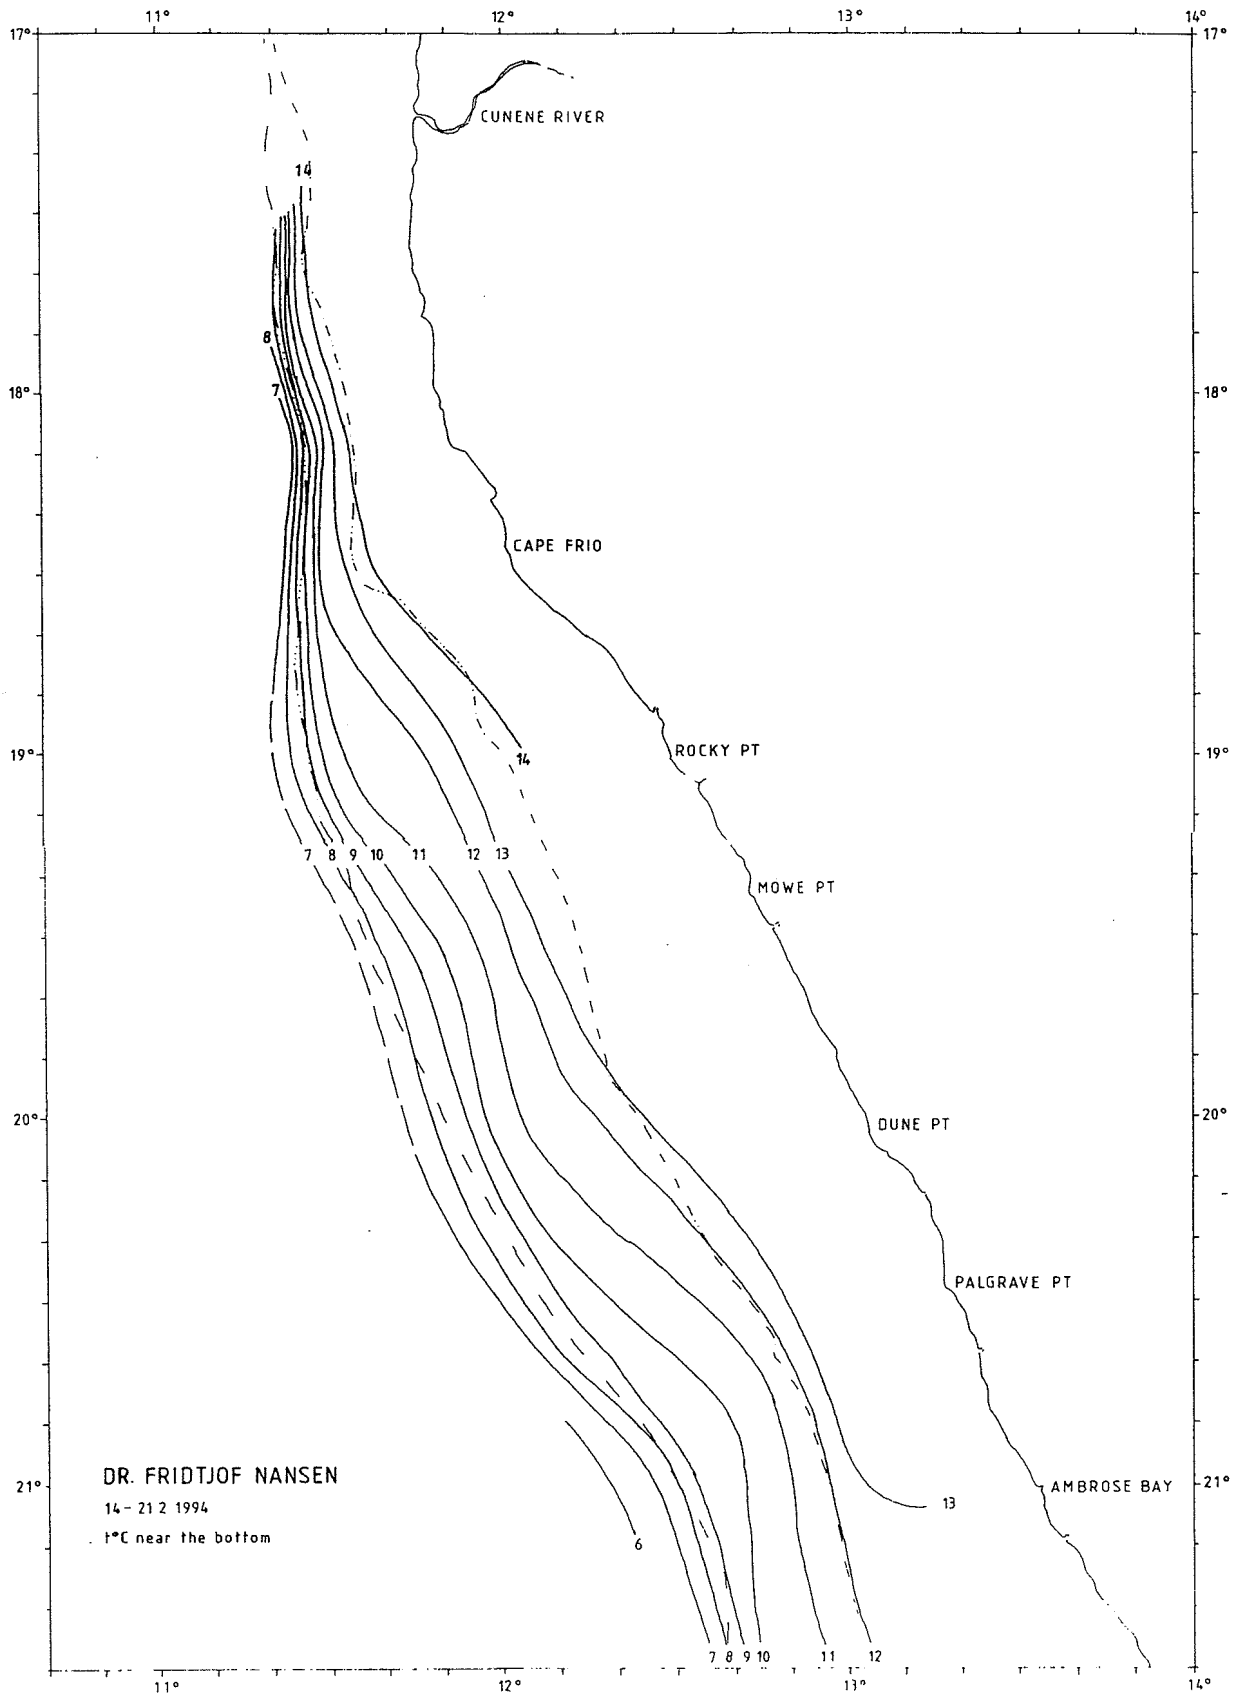 11° 12° 13° 14°
17° 17°
CUNENE RIVER
14
8
7
18° 18°
CAPE FRIO
ROCKY PT
19° 19°
14
7 8 9 10 11 12 13
MOWE PT
20° 20°
DUNE PT
PALGRAVE PT
DR. FRIDTJOF NANSEN
21° 21°
AMBROSE BAY
14-21 2 1994
13
t°C near the bottom
6
7 8 9 10 11 12
11° 12° 13° 14°